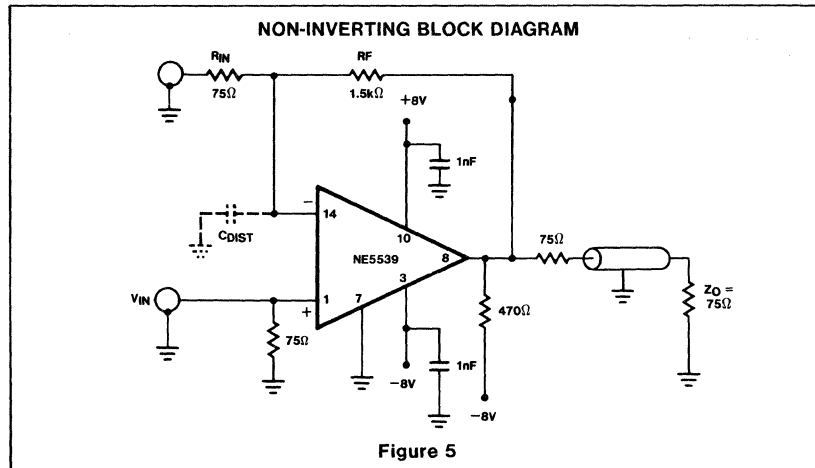 NON-INVERTING BLOCK DIAGRAM
RIN
75Ω
RF
1.5kΩ
+8V
1nF
CDIST
−
14
10
NE5539
8
75Ω
ZO =
75Ω
VIN
1
+
75Ω
7
3
470Ω
1nF
−8V
−8V
Figure 5